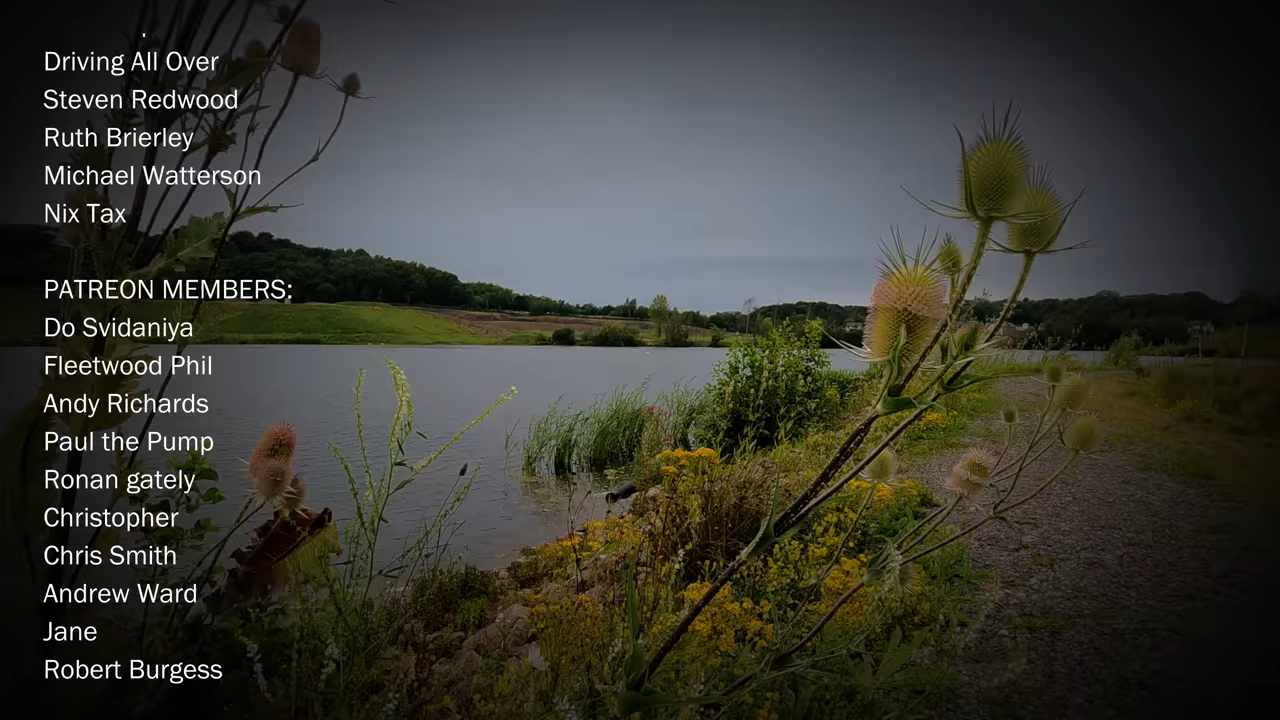 Driving All Over
Steven Redwood
Ruth Brierley
Michael Watterson
Nix Tax
PATREON MEMBERS:
Do Svidaniya
Fleetwood Phil
Andy Richards
Paul the Pump
Ronan gately
Christopher
Chris Smith
Andrew Ward
Jane
Robert Burgess